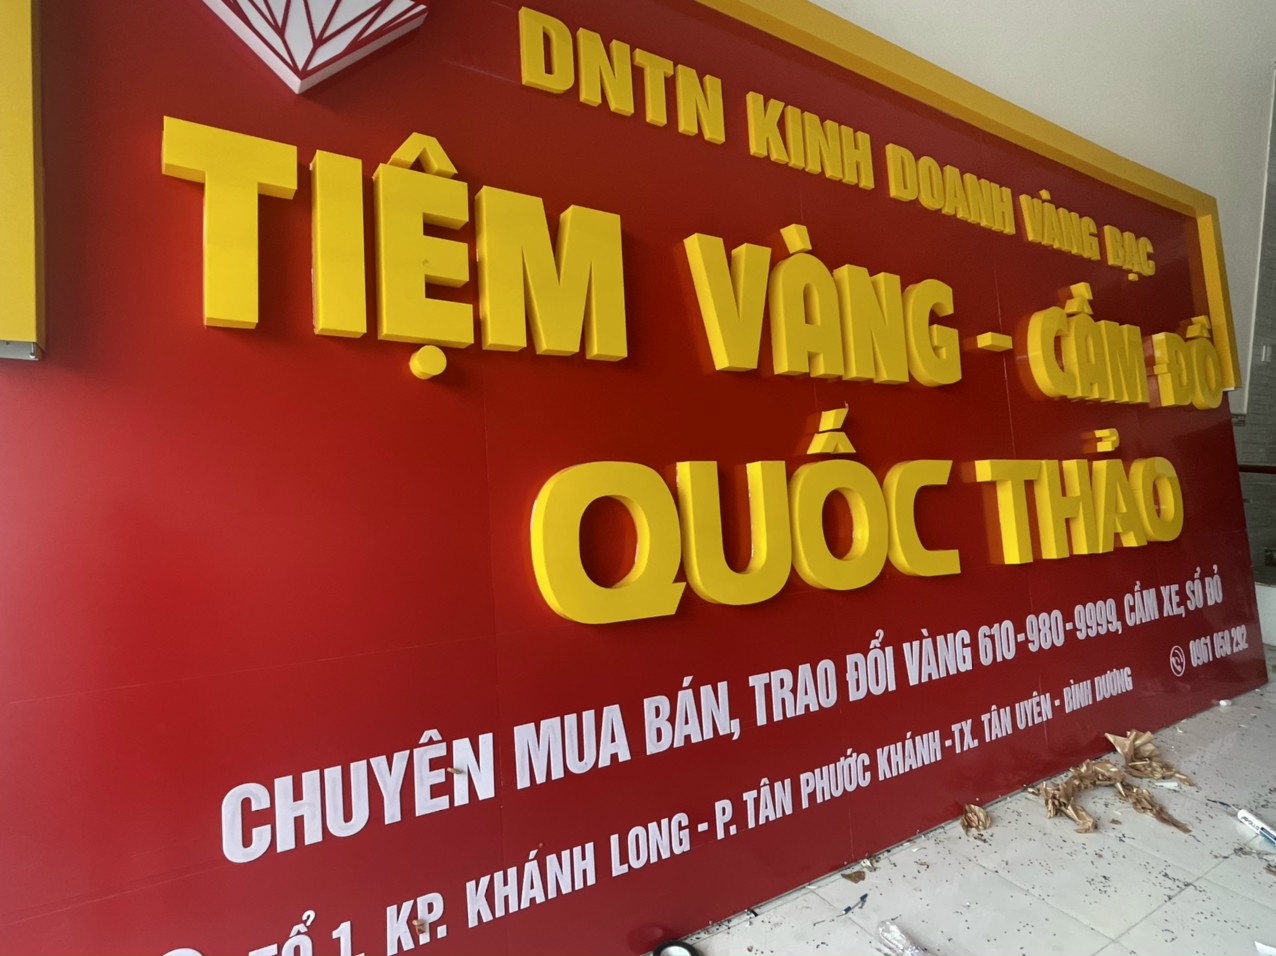 DNTN KINH DOANH VÀNG BẠC
TIỆM VÀNG - CẦM ĐỒ
QUỐC THẢO
CHUYÊN MUA BÁN, TRAO ĐỔI VÀNG 610-980-9999, CẦM XE, SỔ ĐỎ
TỔ 1, KP. KHÁNH LONG - P. TÂN PHƯỚC KHÁNH -TX. TÂN UYÊN - BÌNH DƯƠNG 0961 050 292